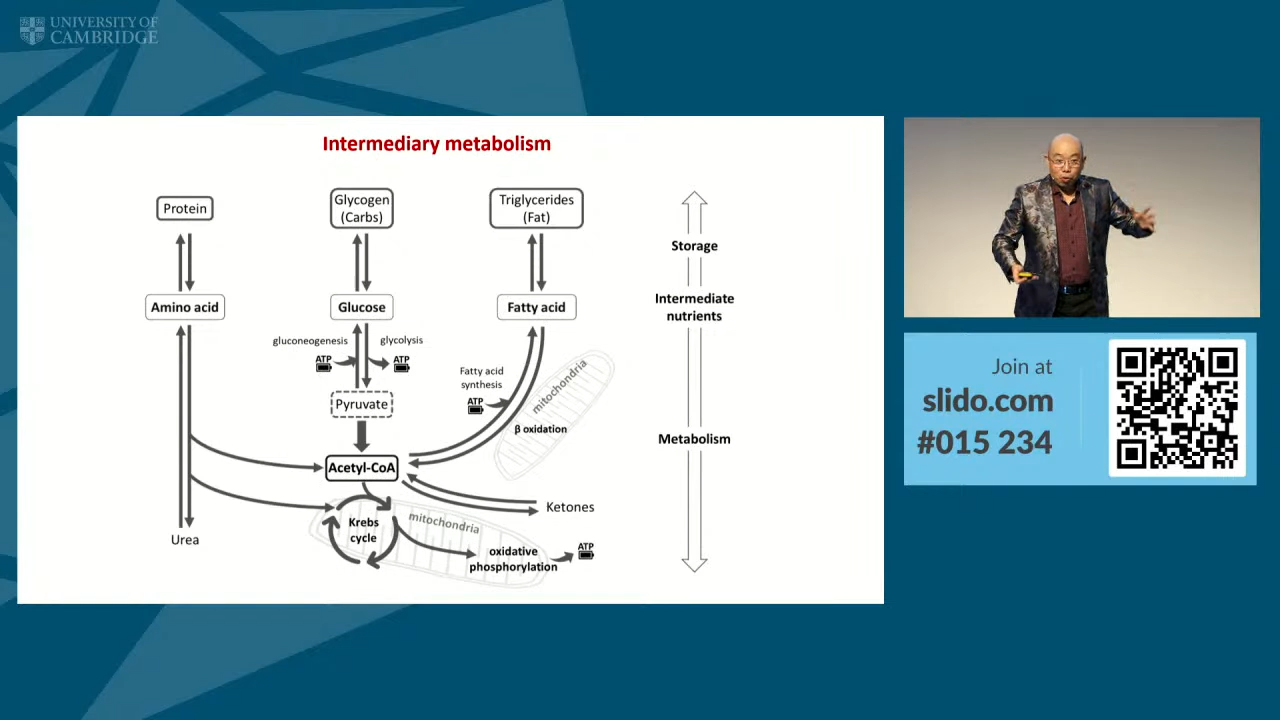 UNIVERSITY OF
CAMBRIDGE
Intermediary metabolism
Protein
Glycogen
(Carbs)
Triglycerides
(Fat)
Storage
Amino acid
Glucose
Fatty acid
Intermediate
nutrients
gluconeogenesis
glycolysis
ATP
ATP
Fatty acid
synthesis
ATP
mitochondria
Pyruvate
β oxidation
Metabolism
Acetyl-CoA
Ketones
Krebs
cycle
mitochondria
Urea
oxidative
phosphorylation
ATP
Join at
slido.com
#015 234